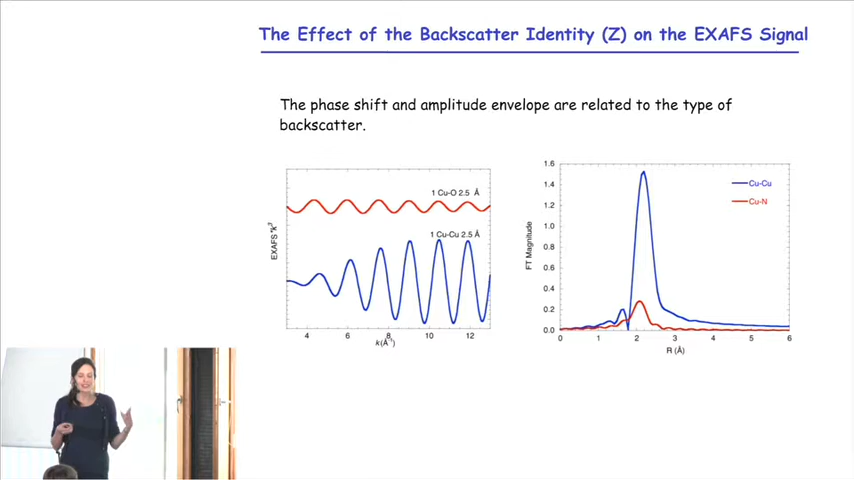 The Effect of the Backscatter Identity (Z) on the EXAFS Signal
The phase shift and amplitude envelope are related to the type of
backscatter.
1 Cu-O 2.5 Å
1 Cu-Cu 2.5 Å
EXAFS*k³
4 6 8 10 12
k(Å⁻¹)
1.6
1.4
1.2
1.0
0.8
0.6
0.4
0.2
0.0
FT Magnitude
Cu-Cu
Cu-N
0 1 2 3 4 5 6
R (Å)